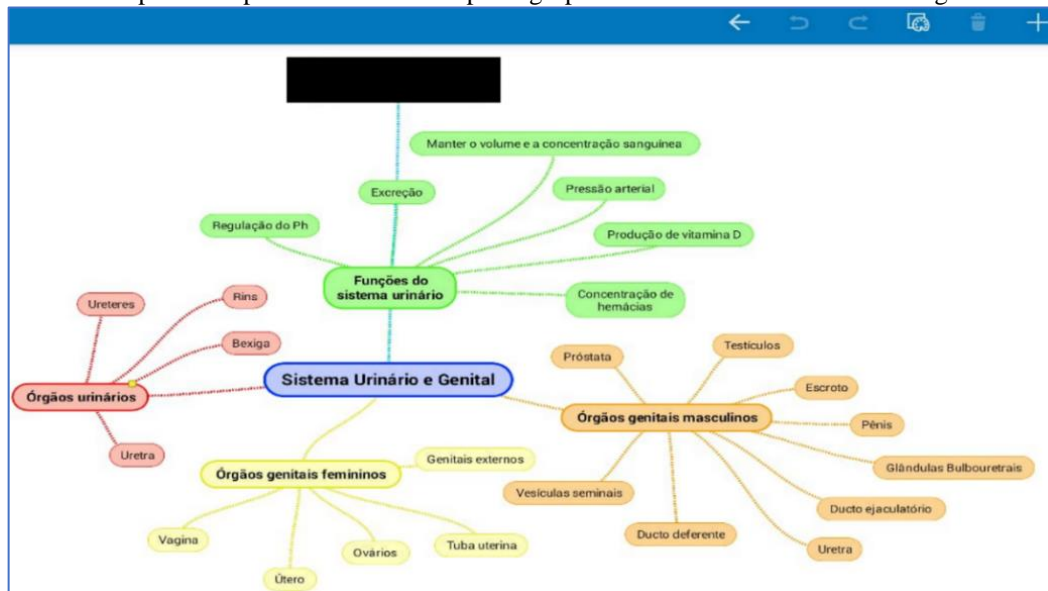 Manter o volume e a concentração sanguínea
Excreção
Pressão arterial
Regulação do Ph
Produção de vitamina D
Funções do
sistema urinário
Concentração de
hemácias
Ureteres
Rins
Bexiga
Órgãos urinários
Uretra
Sistema Urinário e Genital
Próstata
Testículos
Escroto
Órgãos genitais masculinos
Pênis
Glândulas Bulbouretrais
Vesículas seminais
Ducto ejaculatório
Ducto deferente
Uretra
Órgãos genitais femininos
Genitais externos
Vagina
Útero
Ovários
Tuba uterina